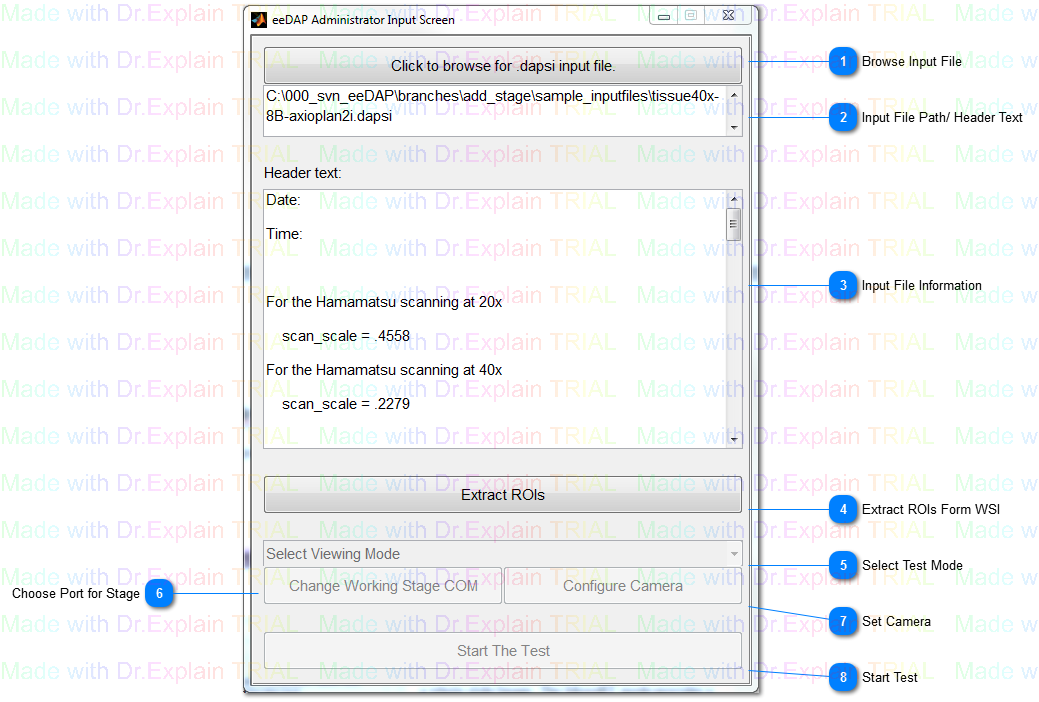 eeDAP Administrator Input Screen
Click to browse for .dapsi input file.
1 Browse Input File
C:\000_svn_eeDAP\branches\add_stage\sample_inputfiles\tissue40x-
8B-axioplan2i.dapsi
2 Input File Path/ Header Text
Header text:
Date:
Time:
3 Input File Information
For the Hamamatsu scanning at 20x
scan_scale = .4558
For the Hamamatsu scanning at 40x
scan_scale = .2279
Extract ROIs
4 Extract ROIs Form WSI
Select Viewing Mode
5 Select Test Mode
Choose Port for Stage 6
Change Working Stage COM
Configure Camera
7 Set Camera
Start The Test
8 Start Test
Made with Dr.Explain TRIAL